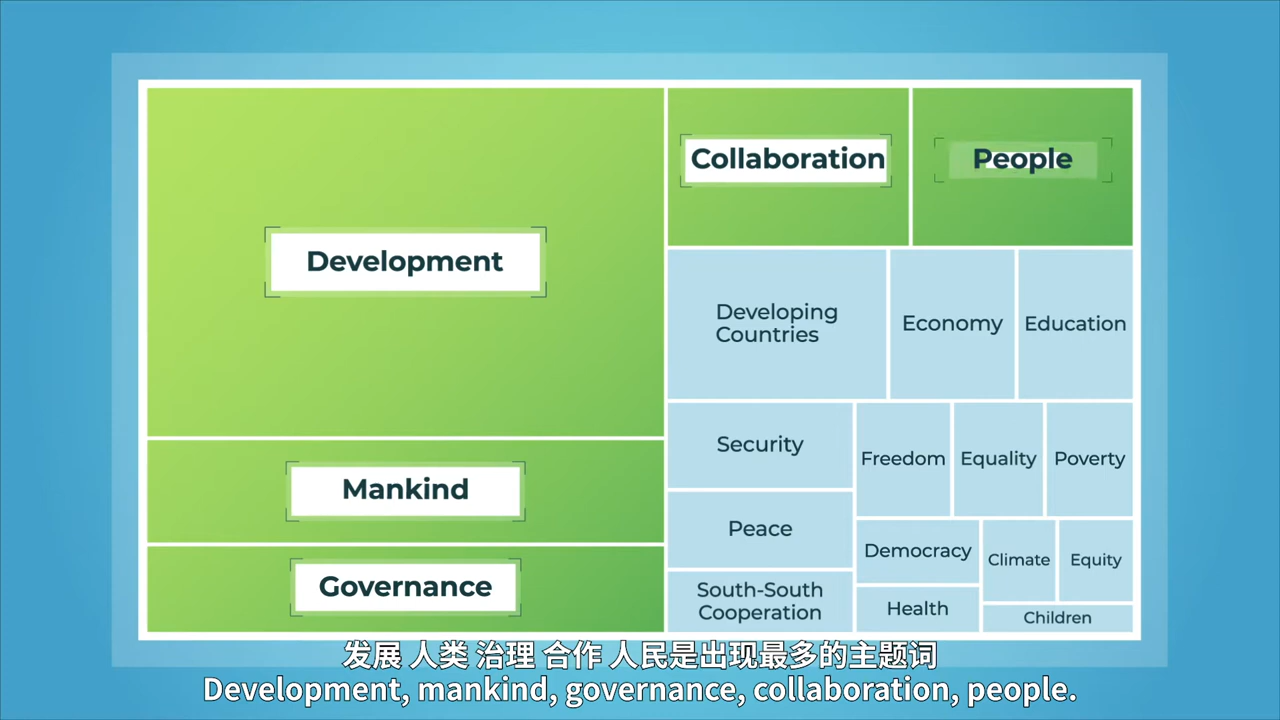 Development
Mankind
Governance
Collaboration
People
Developing
Countries
Economy
Education
Security
Peace
South-South
Cooperation
Freedom
Equality
Poverty
Democracy
Health
Climate
Equity
Children
发展 人类 治理 合作 人民是出现最多的主题词
Development, mankind, governance, collaboration, people.